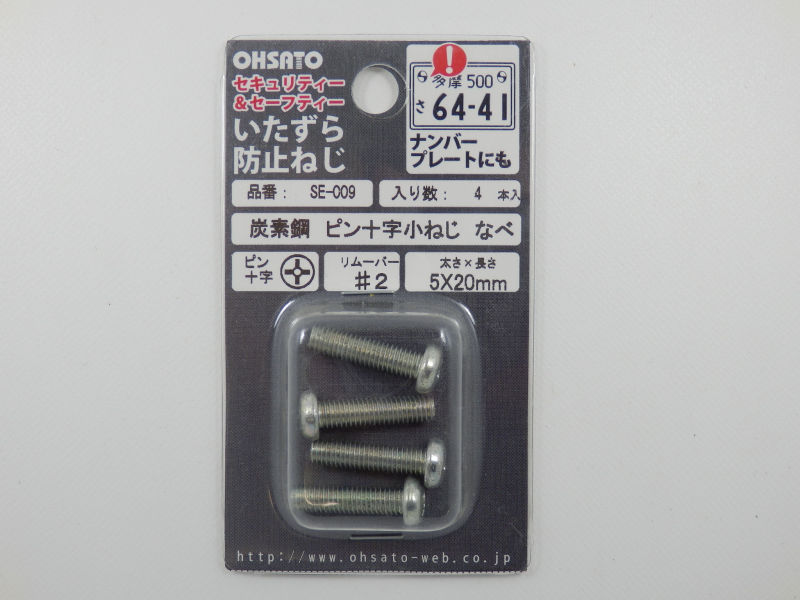 OHSATO
セキュリティー
&セーフティー
いたずら
防止ねじ
!
多摩 500
さ 64-41
ナンバー
プレートにも
品番: SE-009
入り数: 4 本入
炭素鋼 ピン十字小ねじ なべ
ピン
十字
リムーバー
#2
太さ×長さ
5X20mm
http://www.ohsato-web.co.jp